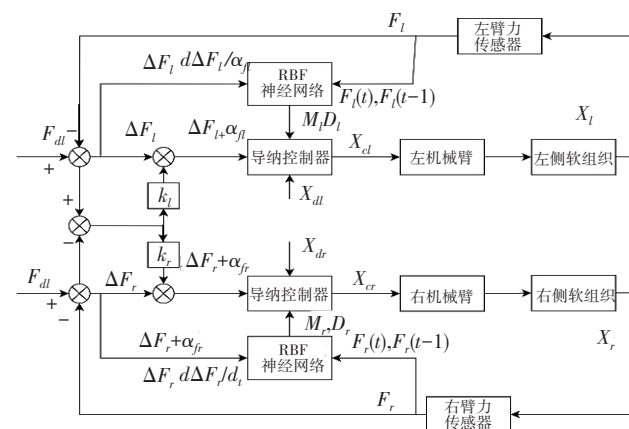 F_l
左臂力
传感器
ΔF_l dΔF_l/α_fl
RBF
神经网络
F_l(t),F_l(t−1)
M_lD_l
X_l
F_dl
−
ΔF_l
ΔF_l+α_fl
导纳控制器
X_cl
左机械臂
左侧软组织
+
X_dl
k_l
+
−
k_r
X_dr
F_dl
ΔF_r
ΔF_r+α_fr
导纳控制器
X_cr
右机械臂
右侧软组织
+
−
M_r,D_r
ΔF_r+α_fr
RBF
神经网络
F_r(t),F_r(t−1)
X_r
ΔF_r dΔF_r/d_t
F_r
右臂力
传感器